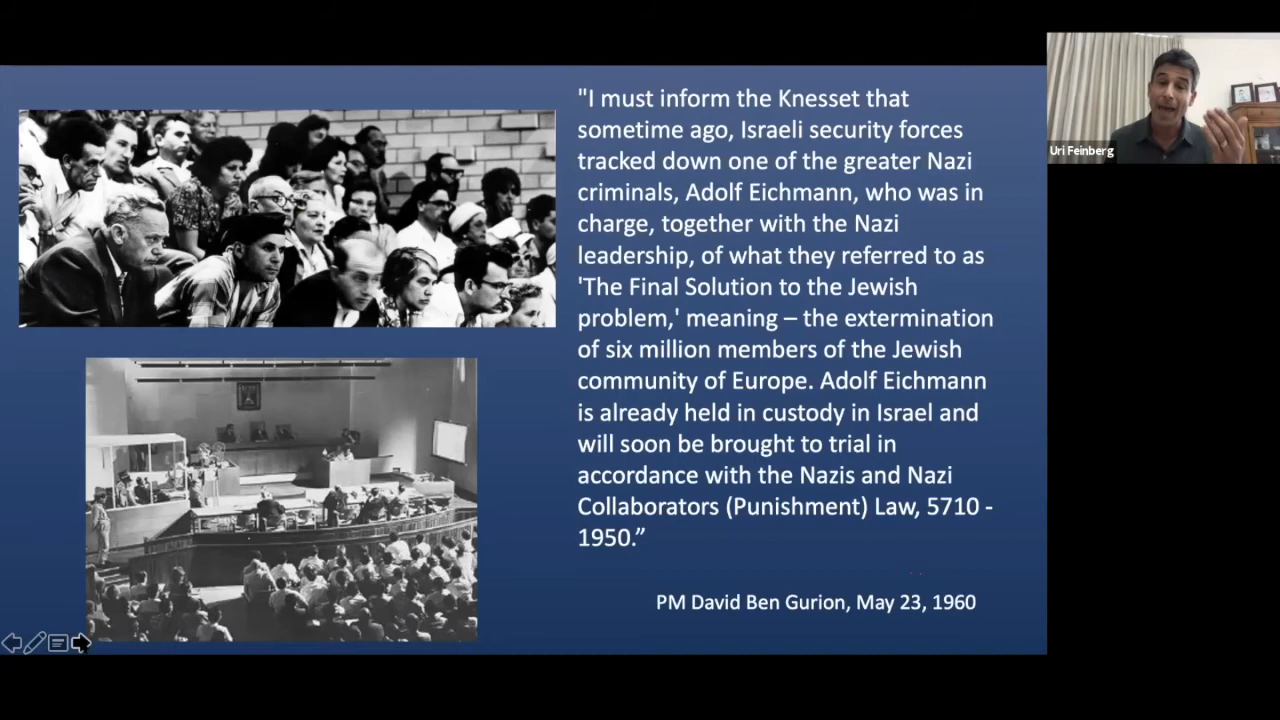 "I must inform the Knesset that
sometime ago, Israeli security forces
tracked down one of the greater Nazi
criminals, Adolf Eichmann, who was in
charge, together with the Nazi
leadership, of what they referred to as
'The Final Solution to the Jewish
problem,' meaning – the extermination
of six million members of the Jewish
community of Europe. Adolf Eichmann
is already held in custody in Israel and
will soon be brought to trial in
accordance with the Nazis and Nazi
Collaborators (Punishment) Law, 5710 -
1950.”
PM David Ben Gurion, May 23, 1960
Uri Feinberg